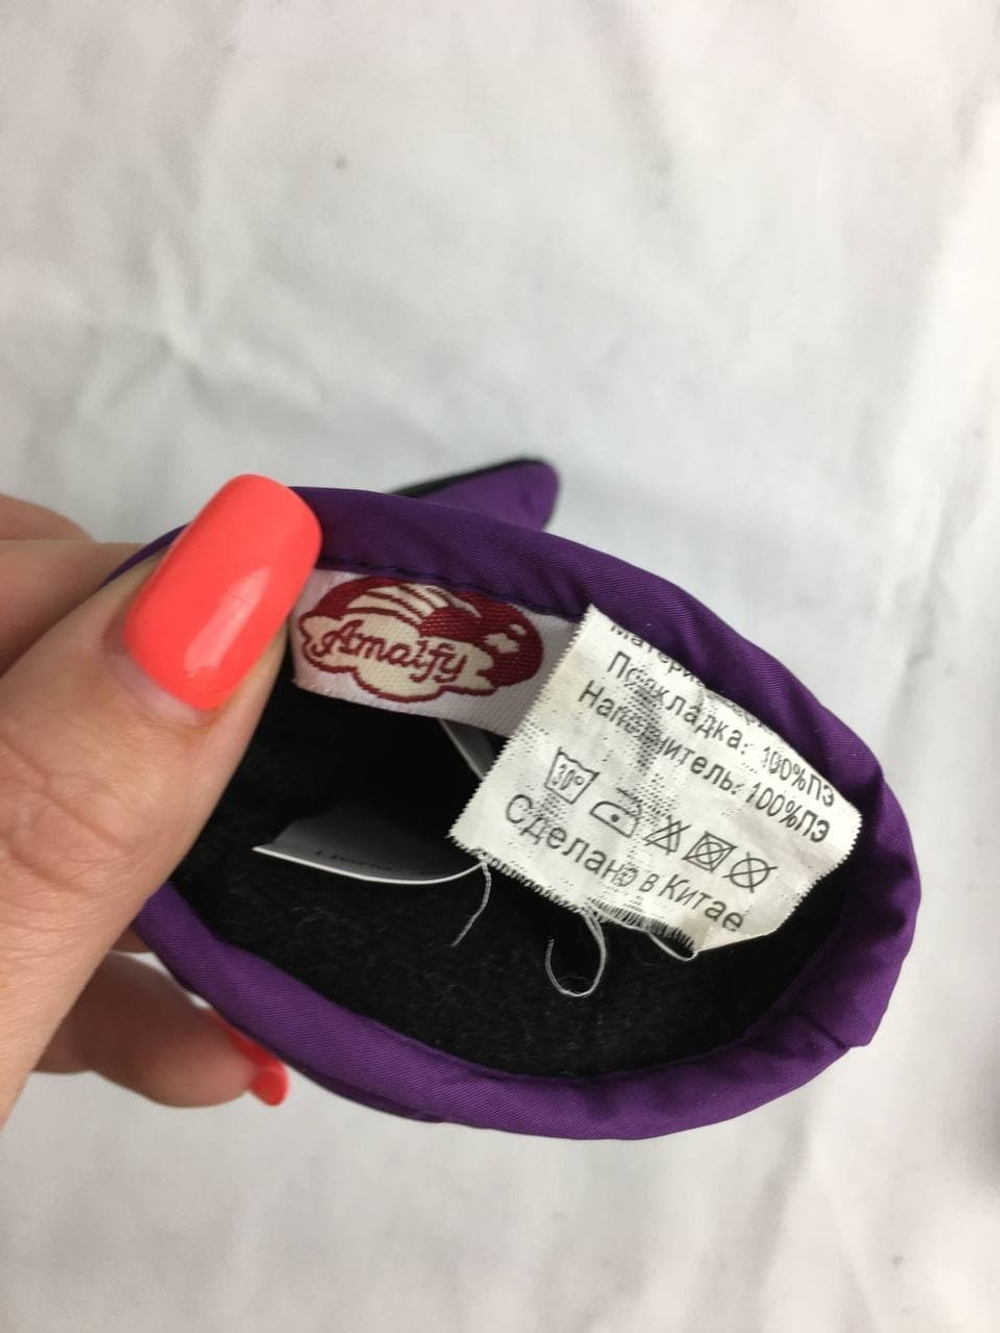 Amalfy
Подкладка: 100%ПЭ
Наполнитель: 100%ПЭ
30°
Сделано в Китае